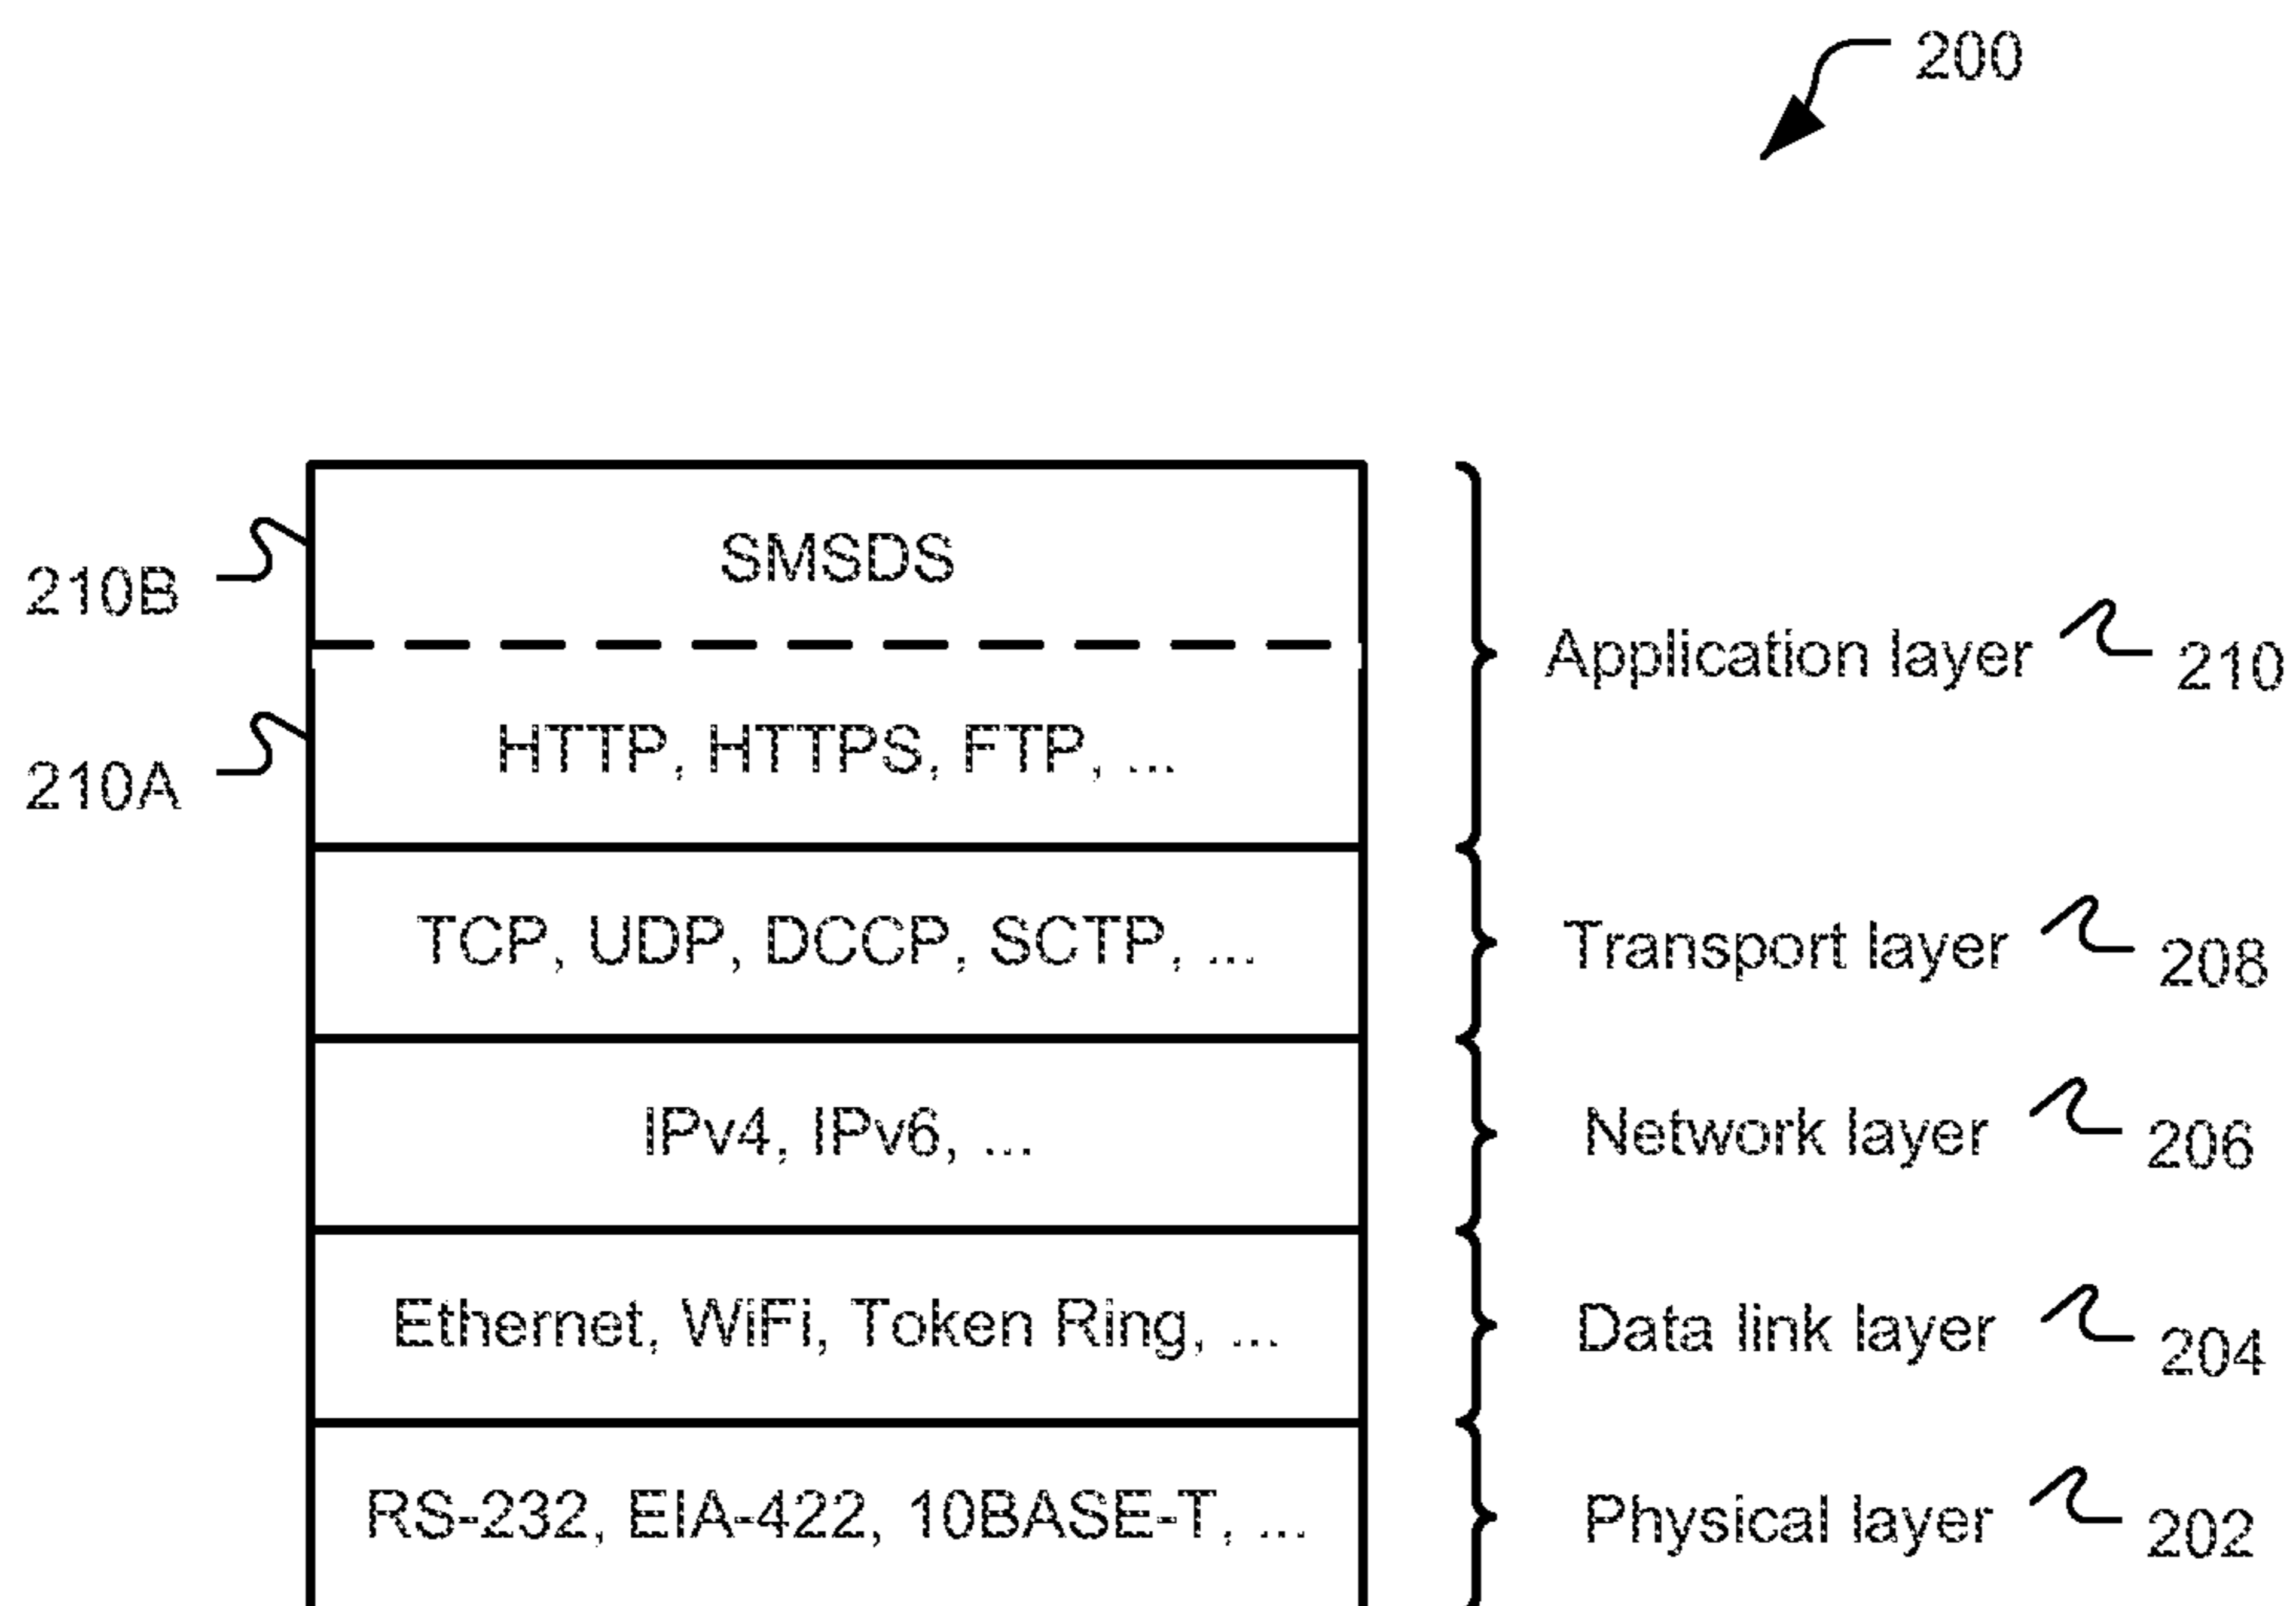 200
SMSDS
210B
Application layer
210
HTTP, HTTPS, FTP, ...
210A
TCP, UDP, DCCP, SCTP, ...
Transport layer
208
IPv4, IPv6, ...
Network layer
206
Ethernet, WiFi, Token Ring, ...
Data link layer
204
RS-232, EIA-422, 10BASE-T, ...
Physical layer
202